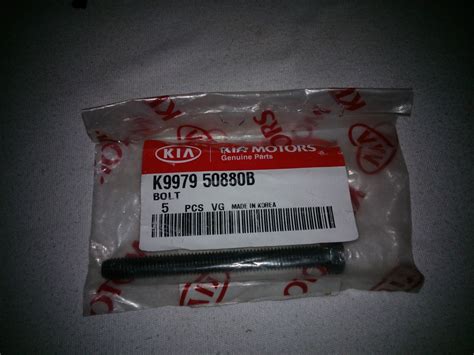 KIA KIA MOTORS
Genuine Parts
K9979 50880B
BOLT
5 PCS VG MADE IN KOREA